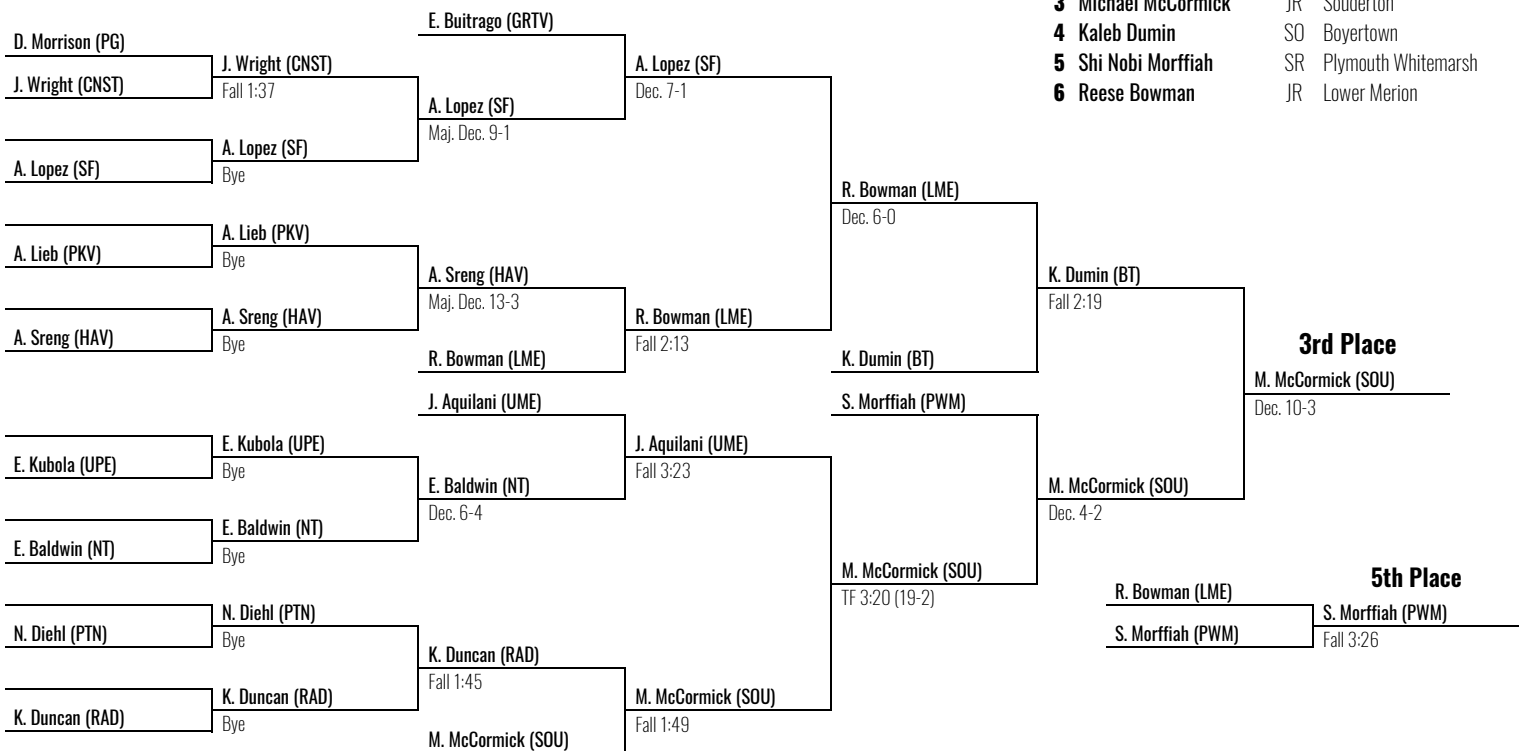 3 Michael McCormick JR Souderton
4 Kaleb Dumin SO Boyertown
5 Shi Nobi Morffiah SR Plymouth Whitemarsh
6 Reese Bowman JR Lower Merion
D. Morrison (PG)
J. Wright (CNST)
A. Lopez (SF)
A. Lieb (PKV)
A. Sreng (HAV)
E. Kubola (UPE)
E. Baldwin (NT)
N. Diehl (PTN)
K. Duncan (RAD)
J. Wright (CNST)
Fall 1:37
A. Lopez (SF)
Bye
A. Lieb (PKV)
Bye
A. Sreng (HAV)
Bye
E. Kubola (UPE)
Bye
E. Baldwin (NT)
Bye
N. Diehl (PTN)
Bye
K. Duncan (RAD)
Bye
E. Buitrago (GRTV)
A. Lopez (SF)
Maj. Dec. 9-1
A. Sreng (HAV)
Maj. Dec. 13-3
R. Bowman (LME)
J. Aquilani (UME)
E. Baldwin (NT)
Dec. 6-4
K. Duncan (RAD)
Fall 1:45
M. McCormick (SOU)
A. Lopez (SF)
Dec. 7-1
R. Bowman (LME)
Fall 2:13
J. Aquilani (UME)
Fall 3:23
M. McCormick (SOU)
Fall 1:49
R. Bowman (LME)
Dec. 6-0
K. Dumin (BT)
S. Morffiah (PWM)
M. McCormick (SOU)
TF 3:20 (19-2)
K. Dumin (BT)
Fall 2:19
M. McCormick (SOU)
Dec. 4-2
3rd Place
M. McCormick (SOU)
Dec. 10-3
5th Place
R. Bowman (LME)
S. Morffiah (PWM)
S. Morffiah (PWM)
Fall 3:26